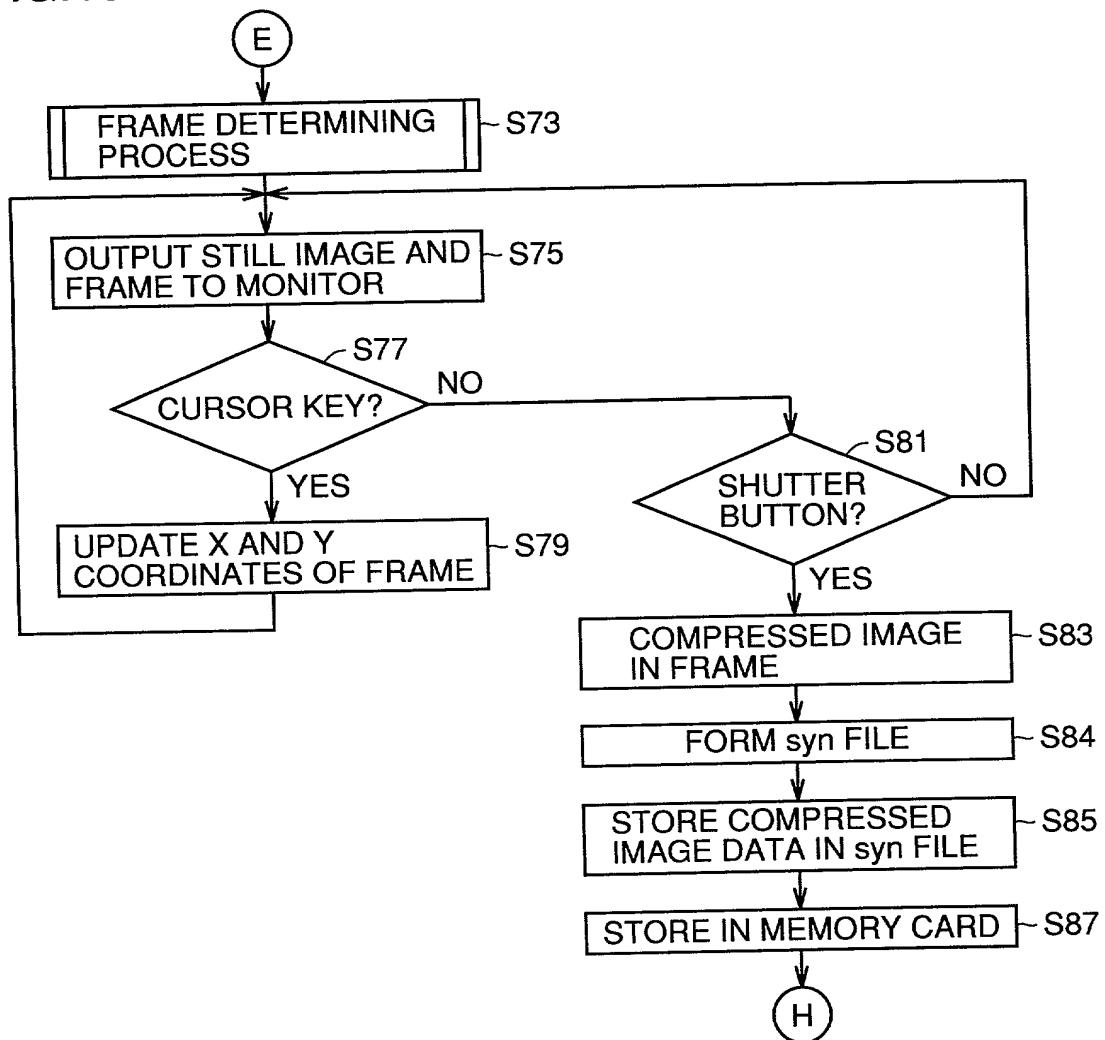 E
FRAME DETERMINING
PROCESS
S73
OUTPUT STILL IMAGE AND
FRAME TO MONITOR
S75
S77
CURSOR KEY?
NO
YES
UPDATE X AND Y
COORDINATES OF FRAME
S79
S81
SHUTTER
BUTTON?
NO
YES
COMPRESSED IMAGE
IN FRAME
S83
FORM syn FILE
S84
STORE COMPRESSED
IMAGE DATA IN syn FILE
S85
STORE IN MEMORY CARD
S87
H